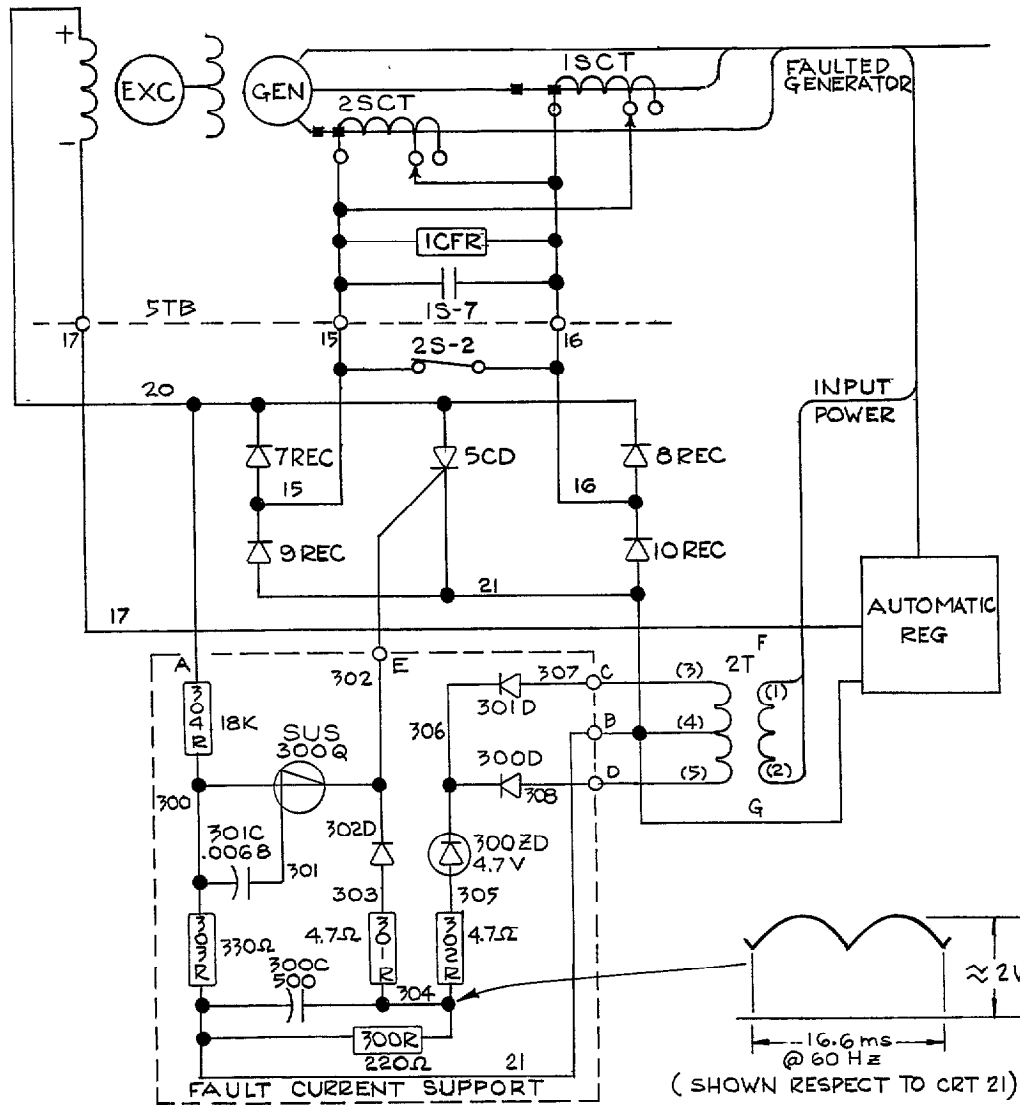 +
EXC
GEN
1SCT
2SCT
FAULTED
GENERATOR
−
1CFR
1S-7
5TB
17
15
16
2S-2
20
INPUT
POWER
7REC
5CD
8REC
15
16
9REC
10REC
21
AUTOMATIC
REG
17
F
A
302
E
307
C
(3)
2T
(1)
301D
304R
18K
SUS
300Q
306
B
(4)
300D
D
(5)
(2)
308
G
300
302D
301C
.0068
301
300ZD
4.7V
303
305
303R
330Ω
4.7Ω
301R
302R
4.7Ω
300C
500
304
≈ 2V
300R
220Ω
21
16.6 ms
@ 60 Hz
FAULT CURRENT SUPPORT
(SHOWN RESPECT TO CRT 21)